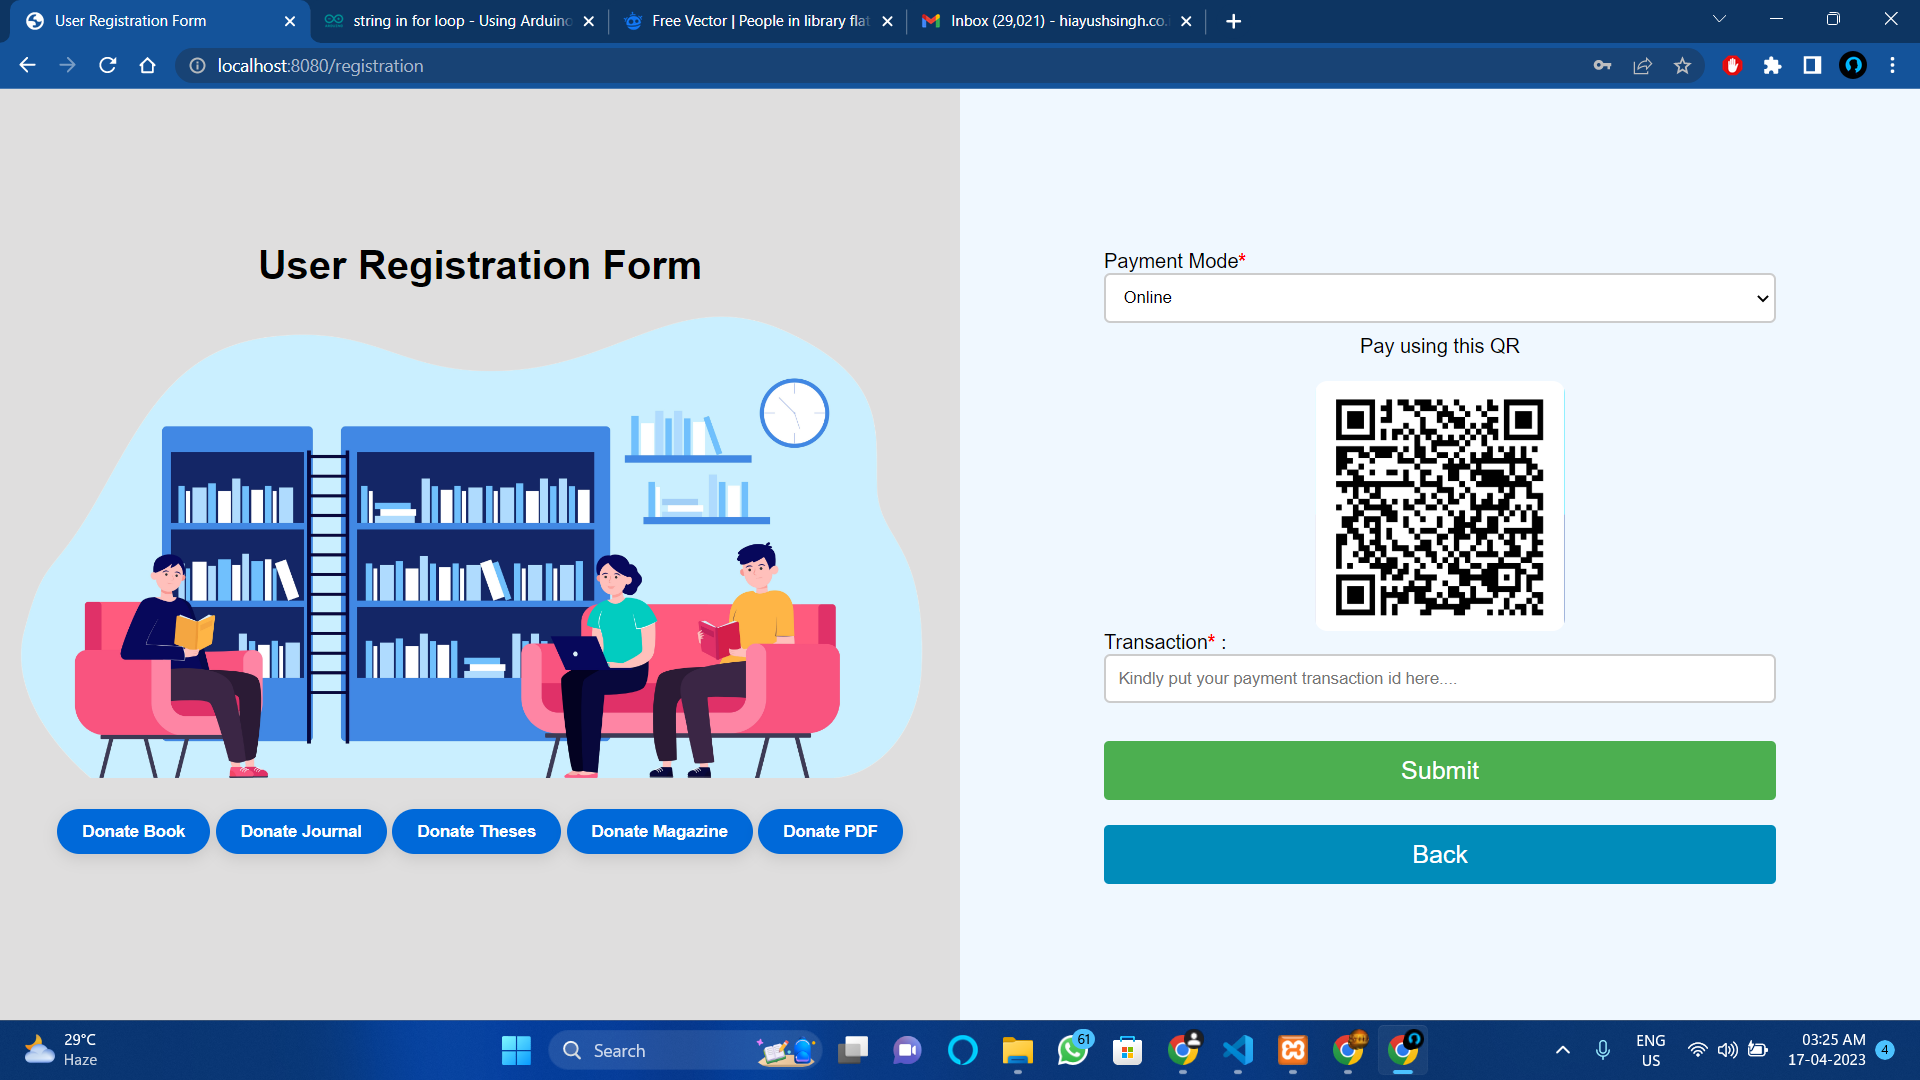 User Registration Form
string in for loop - Using Arduino
Free Vector | People in library flat
Inbox (29,021) - hiayushsingh.co.
localhost:8080/registration
User Registration Form
Donate Book
Donate Journal
Donate Theses
Donate Magazine
Donate PDF
Payment Mode*
Online
Pay using this QR
Transaction* :
Kindly put your payment transaction id here....
Submit
Back
29°C
Haze
Search
61
ENG
US
03:25 AM
17-04-2023
4